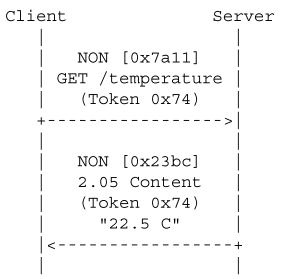 Client Server
NON [0x7a11]
GET /temperature
(Token 0x74)
NON [0x23bc]
2.05 Content
(Token 0x74)
"22.5 C"